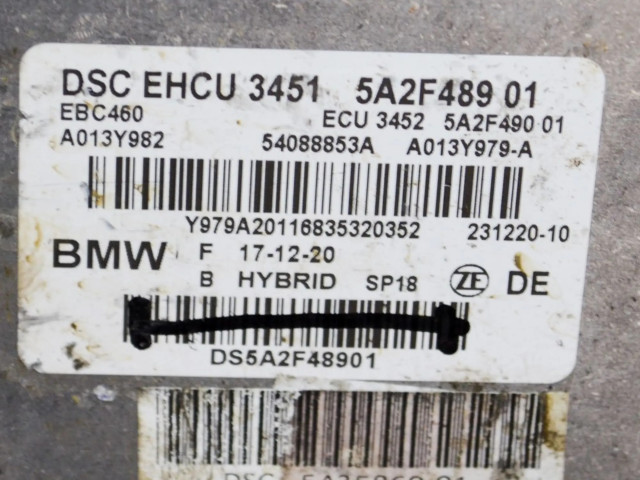 DSC EHCU 3451 5A2F489 01
EBC460 ECU 3452 5A2F490 01
A013Y982 54088853A A013Y979-A
Y979A20116835320352 231220-10
BMW F 17-12-20
B HYBRID SP18 ZF DE
DS5A2F48901
DSC